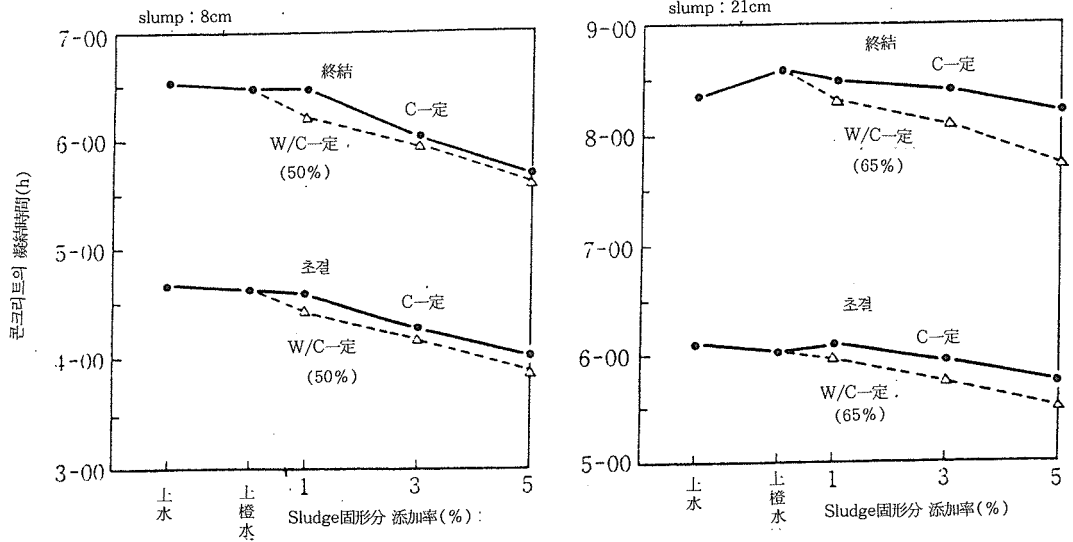 slump : 8cm
7-00
6-00
5-00
4-00
3-00
콘크리트의 凝結時間(h)
終結
C一定
W/C一定
(50%)
초결
C一定
W/C一定
(50%)
上水
上橙水
1
3
5
Sludge固形分 添加率(%) :
slump : 21cm
9-00
8-00
7-00
6-00
5-00
終結
C一定
W/C一定
(65%)
초결
C一定
W/C一定
(65%)
上水
上橙水
1
3
5
Sludge固形分 添加率(%)